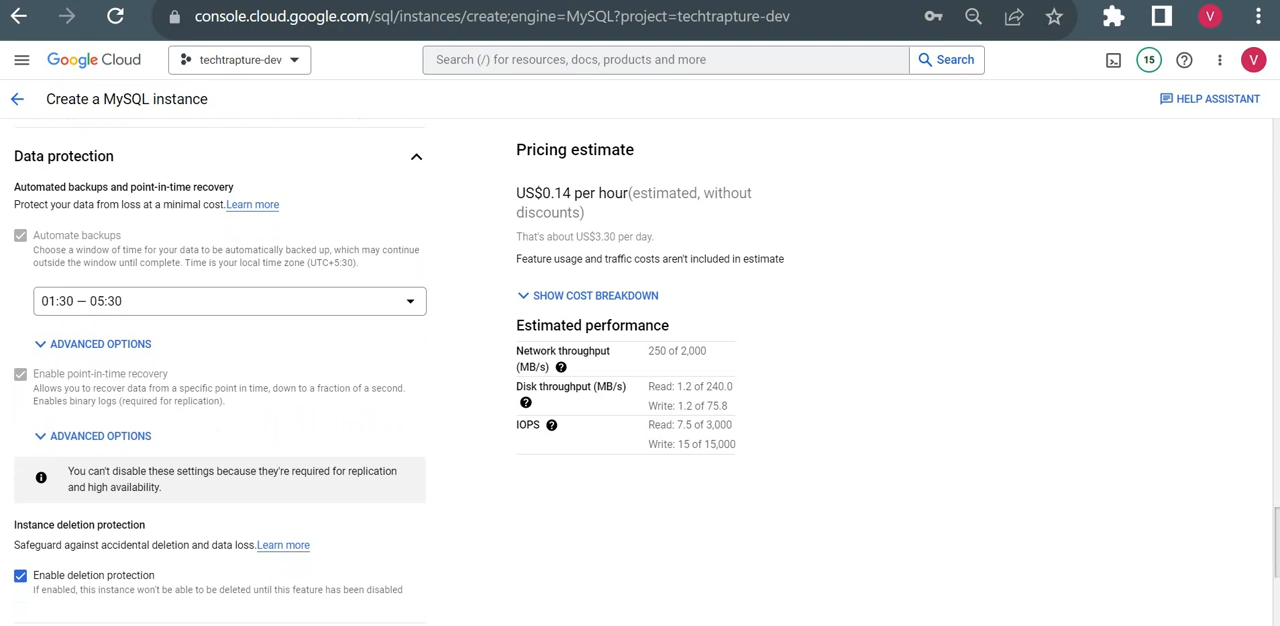 console.cloud.google.com/sql/instances/create;engine=MySQL?project=techtrapture-dev
V
Google Cloud
techtrapture-dev
Search (/) for resources, docs, products and more
Search
15
V
Create a MySQL instance
HELP ASSISTANT
Data protection
Automated backups and point-in-time recovery
Protect your data from loss at a minimal cost.Learn more
Automate backups
Choose a window of time for your data to be automatically backed up, which may continue
outside the window until complete. Time is your local time zone (UTC+5:30).
01:30 — 05:30
ADVANCED OPTIONS
Enable point-in-time recovery
Allows you to recover data from a specific point in time, down to a fraction of a second.
Enables binary logs (required for replication).
ADVANCED OPTIONS
You can't disable these settings because they're required for replication
and high availability.
Instance deletion protection
Safeguard against accidental deletion and data loss.Learn more
Enable deletion protection
If enabled, this instance won't be able to be deleted until this feature has been disabled
Pricing estimate
US$0.14 per hour(estimated, without
discounts)
That's about US$3.30 per day.
Feature usage and traffic costs aren't included in estimate
SHOW COST BREAKDOWN
Estimated performance
Network throughput 250 of 2,000
(MB/s)
Disk throughput (MB/s) Read: 1.2 of 240.0
Write: 1.2 of 75.8
IOPS Read: 7.5 of 3,000
Write: 15 of 15,000